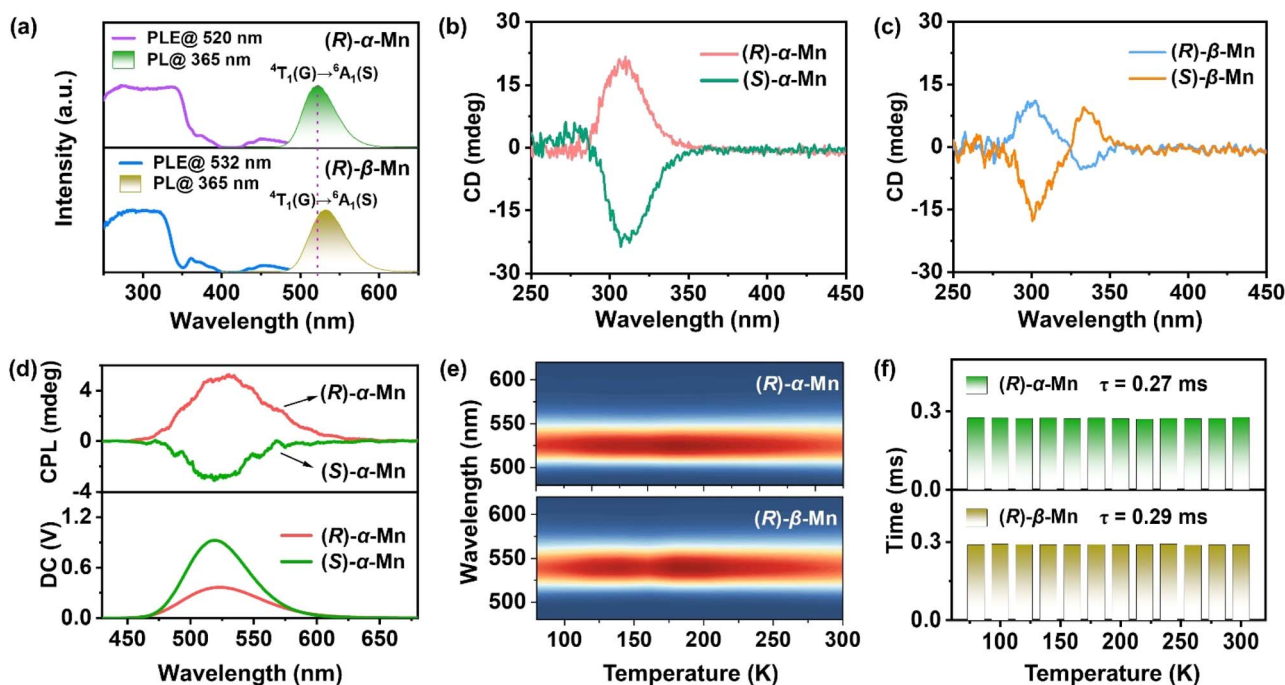 (a)
PLE@ 520 nm
PL@ 365 nm
(R)-α-Mn
⁴T₁(G)→⁶A₁(S)
PLE@ 532 nm
PL@ 365 nm
(R)-β-Mn
⁴T₁(G)→⁶A₁(S)
Intensity (a.u.)
300 400 500 600
Wavelength (nm)
(b)
(R)-α-Mn
(S)-α-Mn
CD (mdeg)
30
15
0
-15
-30
250 300 350 400 450
Wavelength (nm)
(c)
(R)-β-Mn
(S)-β-Mn
CD (mdeg)
30
15
0
-15
-30
250 300 350 400 450
Wavelength (nm)
(d)
CPL (mdeg)
4
0
-4
(R)-α-Mn
(S)-α-Mn
DC (V)
1.2
0.6
0.0
(R)-α-Mn
(S)-α-Mn
450 500 550 600 650
Wavelength (nm)
(e)
Wavelength (nm)
600
550
500
(R)-α-Mn
600
550
500
(R)-β-Mn
100 150 200 250 300
Temperature (K)
(f)
Time (ms)
(R)-α-Mn τ = 0.27 ms
0.3
0.0
(R)-β-Mn τ = 0.29 ms
0.3
0.0
100 150 200 250 300
Temperature (K)